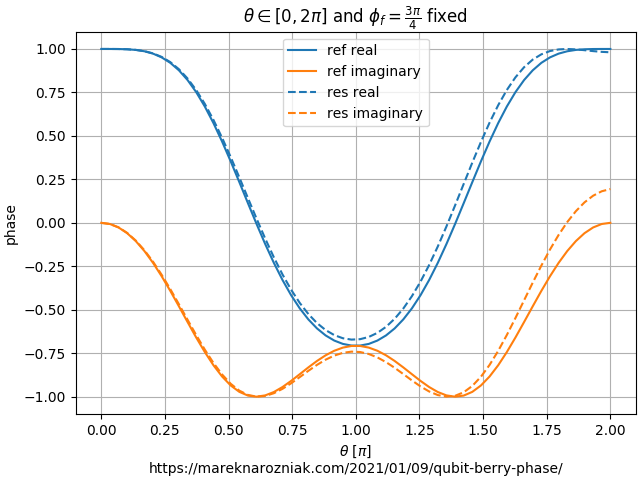 θ ∈ [0, 2π] and ϕ_f = 3π/4 fixed
ref real
ref imaginary
res real
res imaginary
phase
1.00
0.75
0.50
0.25
0.00
−0.25
−0.50
−0.75
−1.00
0.00 0.25 0.50 0.75 1.00 1.25 1.50 1.75 2.00
θ [π]
https://mareknarozniak.com/2021/01/09/qubit-berry-phase/